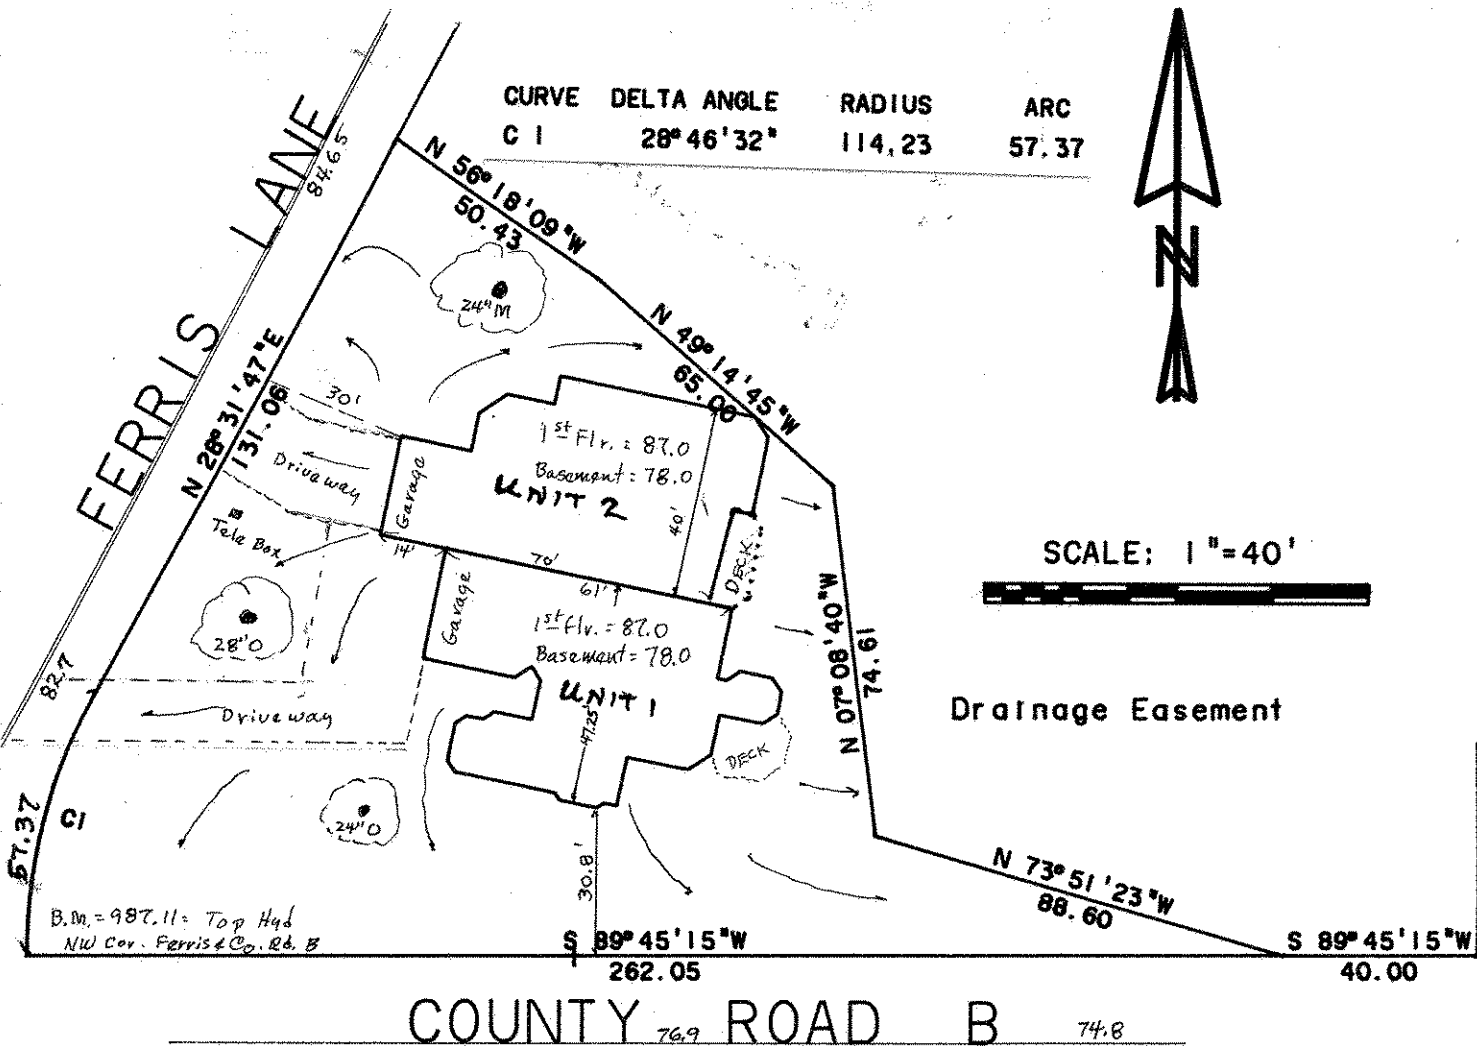 CURVE DELTA ANGLE RADIUS ARC
C 1 28°46'32" 114.23 57.37
N 56°18'09"W
50.43
FERRIS LANE
84.65
N
24"M
N 49°14'45"W
65.00
N 28°31'47"E
131.06
30'
1st Flr. = 87.0
Basement = 78.0
UNIT 2
Driveway
Garage
40'
Tele Box
14'
70'
DECK
SCALE: 1"=40'
61'
Garage
1st Flr. = 87.0
Basement = 78.0
UNIT 1
28"O
N 07°08'40"W
74.61
82.7
Driveway
47.25'
DECK
Drainage Easement
57.37
C1
24"O
30.8'
N 73°51'23"W
88.60
B.M. = 987.11 = Top Hyd
NW Cor. Ferris & Co. Rd. B
S 89°45'15"W
262.05
S 89°45'15"W
40.00
COUNTY ROAD B
76.9
74.8